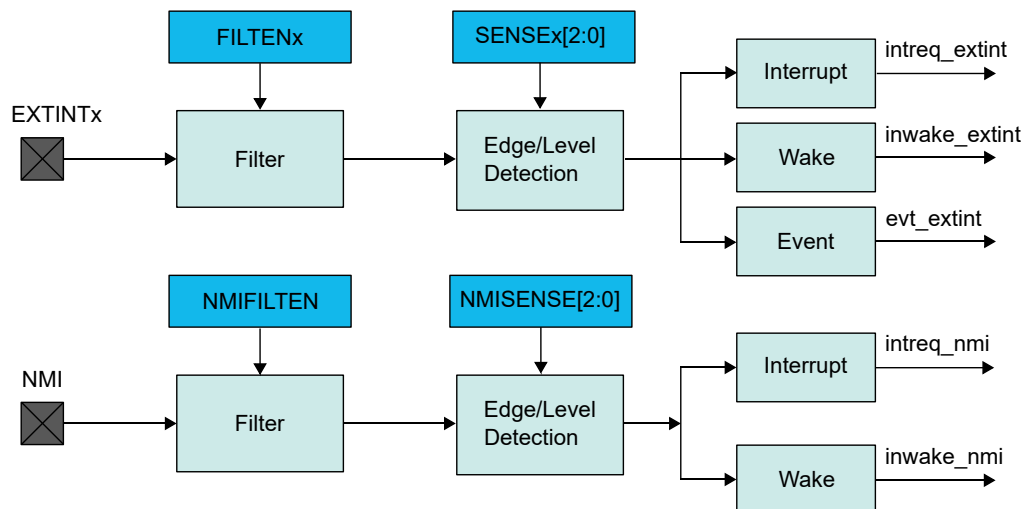 FILTENx
SENSEx[2:0]
intreq_extint
Interrupt
EXTINTx
Filter
Edge/Level
Detection
inwake_extint
Wake
evt_extint
Event
NMIFILTEN
NMISENSE[2:0]
intreq_nmi
Interrupt
NMI
Filter
Edge/Level
Detection
inwake_nmi
Wake